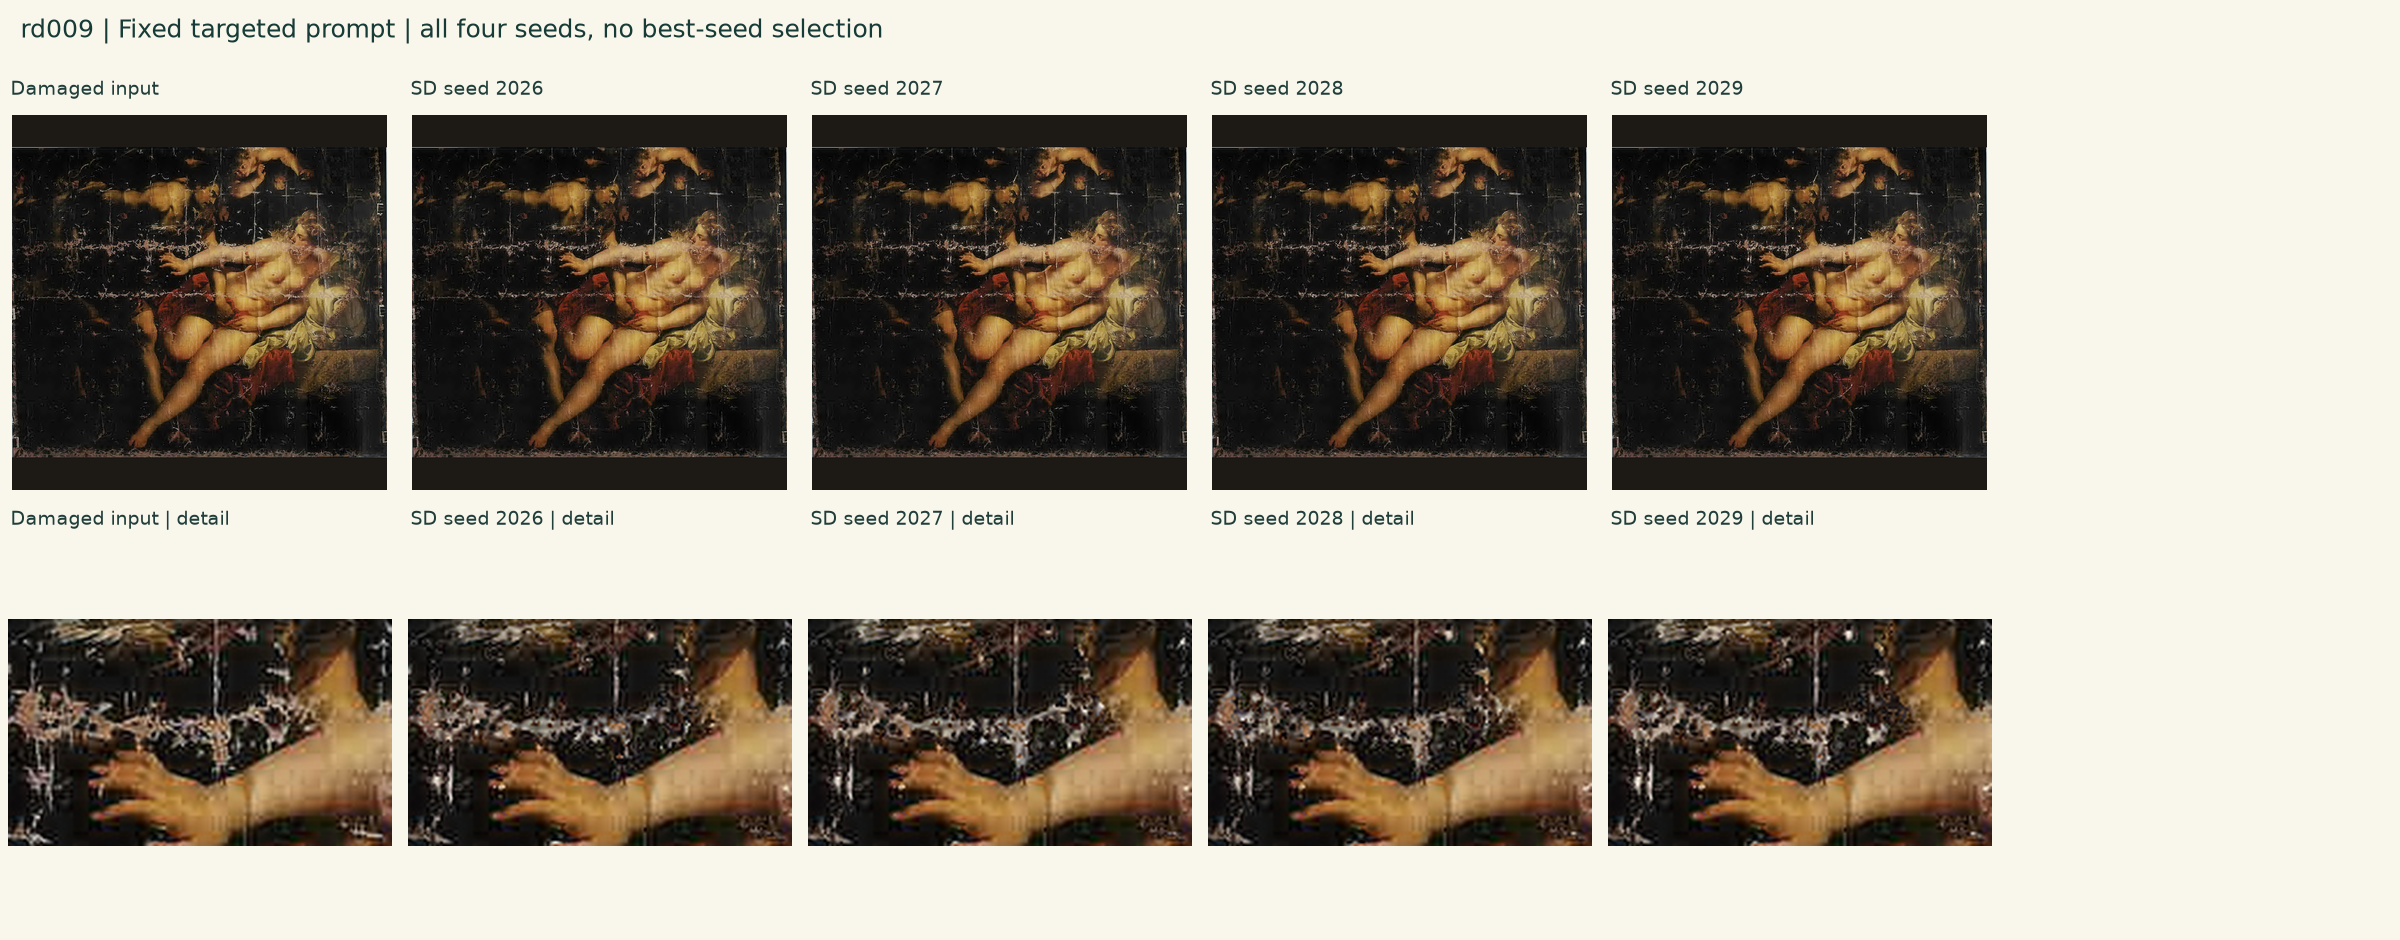 rd009 | Fixed targeted prompt | all four seeds, no best-seed selection
Damaged input
SD seed 2026
SD seed 2027
SD seed 2028
SD seed 2029
Damaged input | detail
SD seed 2026 | detail
SD seed 2027 | detail
SD seed 2028 | detail
SD seed 2029 | detail